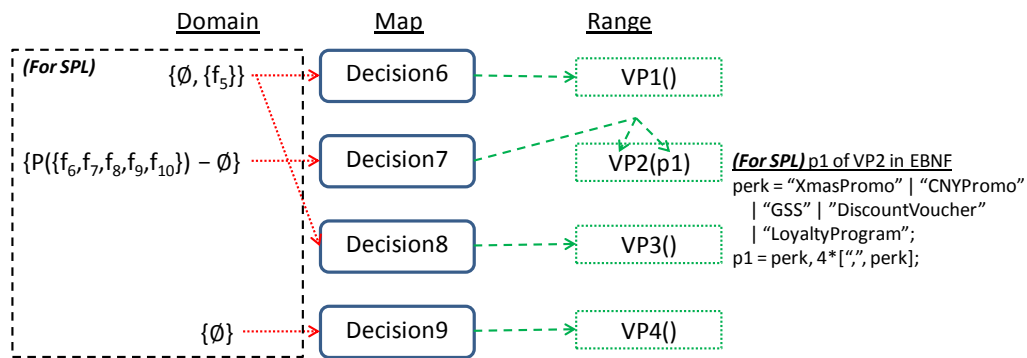 Domain Map Range
(For SPL) {Ø, {f₅}} Decision6 VP1()
{P({f₆,f₇,f₈,f₉,f₁₀}) – Ø} Decision7 VP2(p1)
(For SPL) p1 of VP2 in EBNF
perk = “XmasPromo” | “CNYPromo”
| “GSS” | ”DiscountVoucher”
| “LoyaltyProgram”;
p1 = perk, 4*[“,”, perk];
Decision8 VP3()
{Ø} Decision9 VP4()